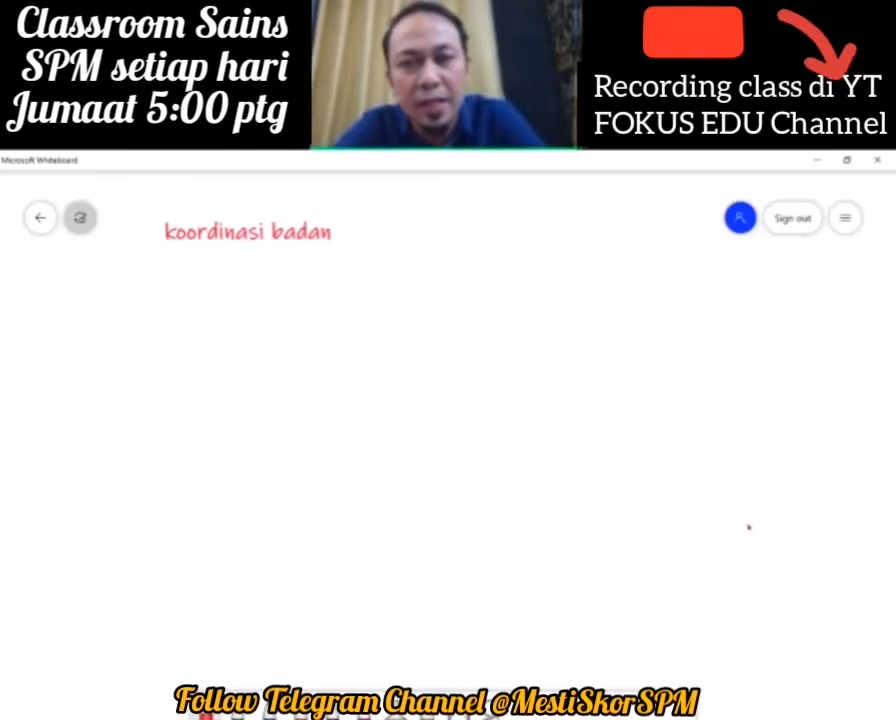 Classroom Sains
SPM setiap hari
Jumaat 5:00 ptg
Recording class di YT
FOKUS EDU Channel
Microsoft Whiteboard
Sign out
koordinasi badan
Follow Telegram Channel @MestiSkorSPM